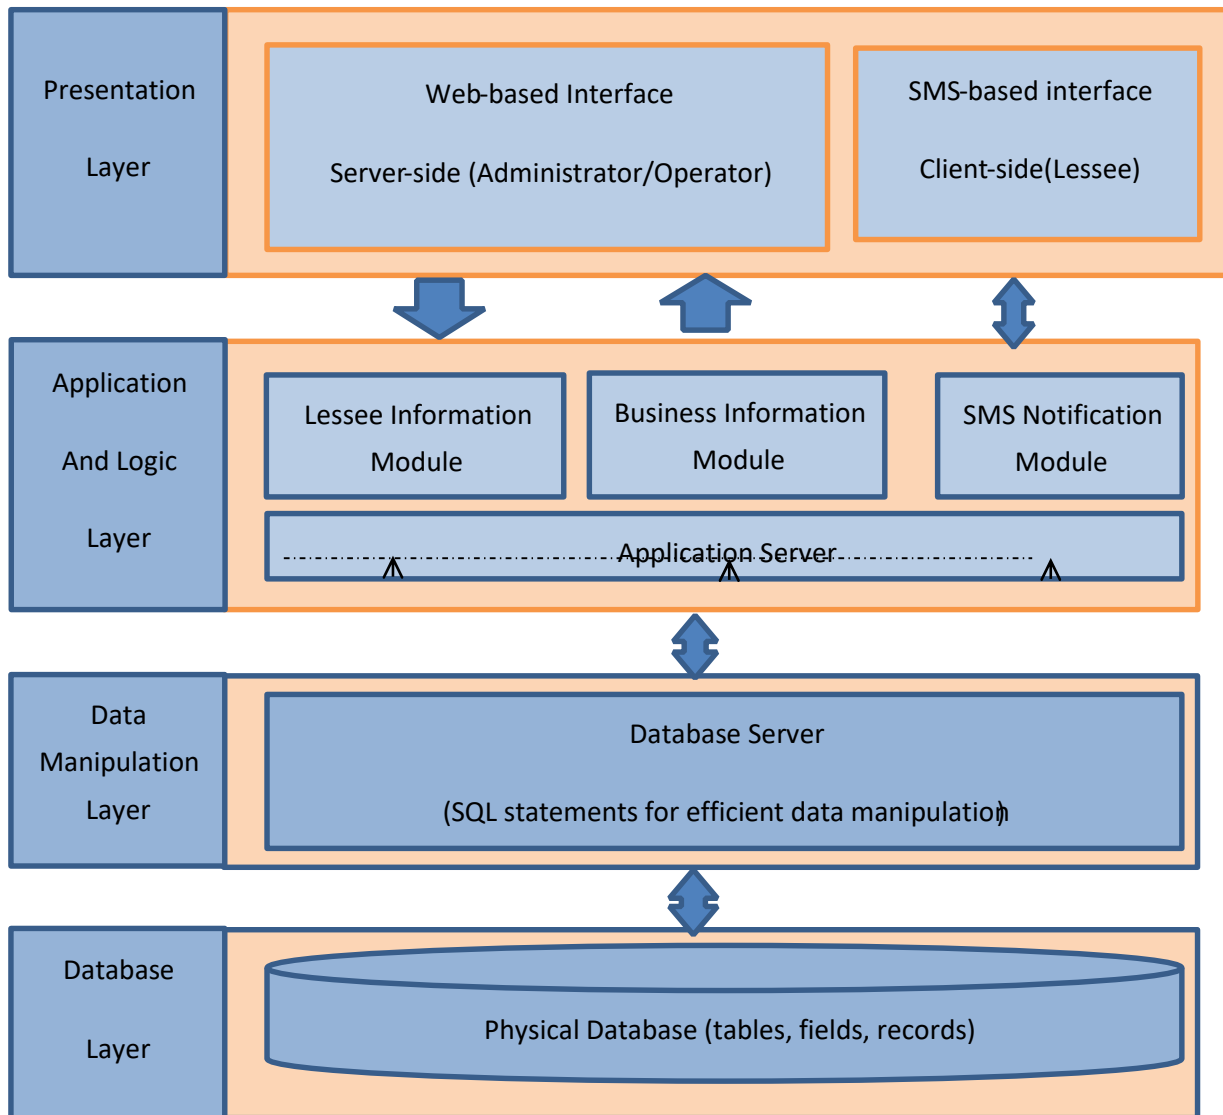 Presentation
Layer
Web-based Interface
Server-side (Administrator/Operator)
SMS-based interface
Client-side(Lessee)
Application
And Logic
Layer
Lessee Information
Module
Business Information
Module
SMS Notification
Module
Application Server
Data
Manipulation
Layer
Database Server
(SQL statements for efficient data manipulation)
Database
Layer
Physical Database (tables, fields, records)